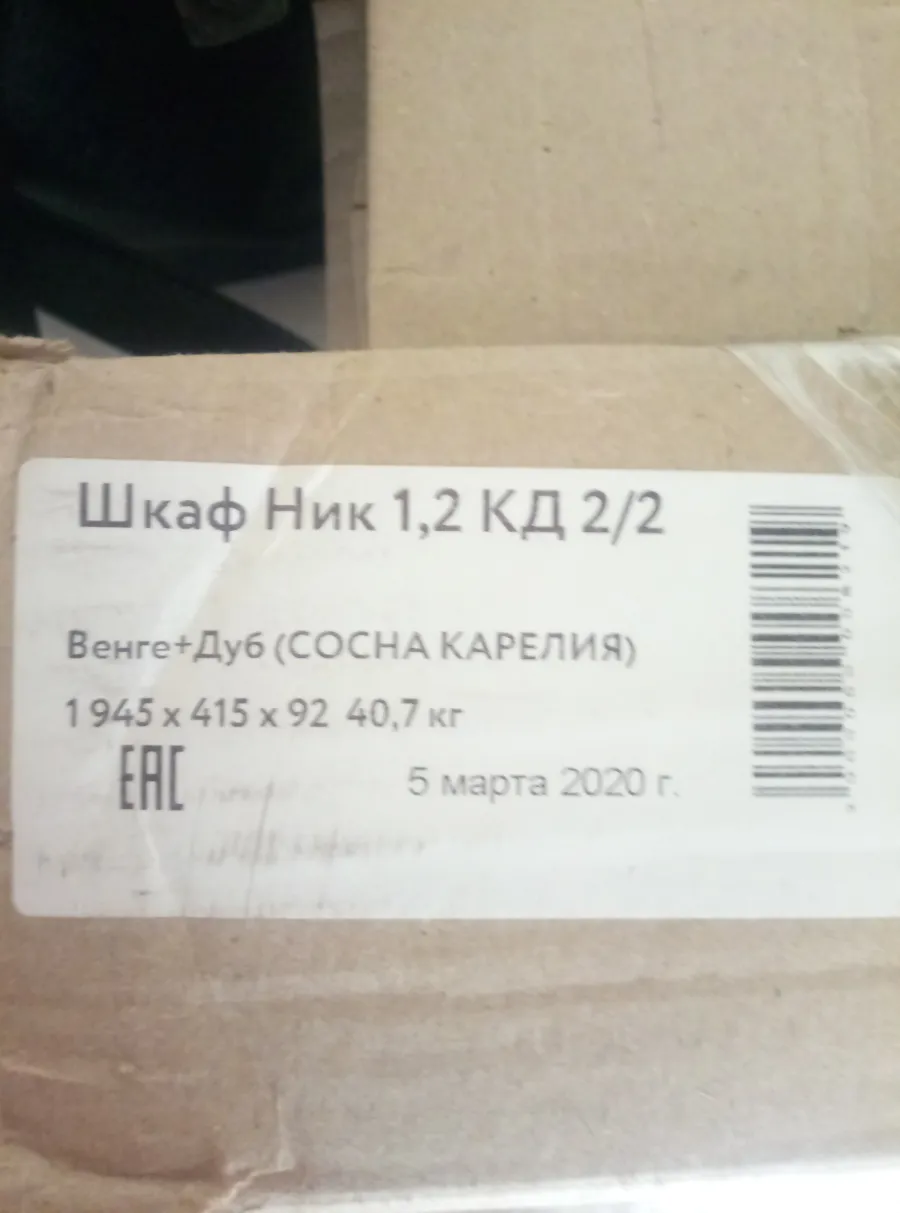 Шкаф Ник 1,2 КД 2/2
Венге+Дуб (СОСНА КАРЕЛИЯ)
1 945 x 415 x 92 40,7 кг
EAC
5 марта 2020 г.